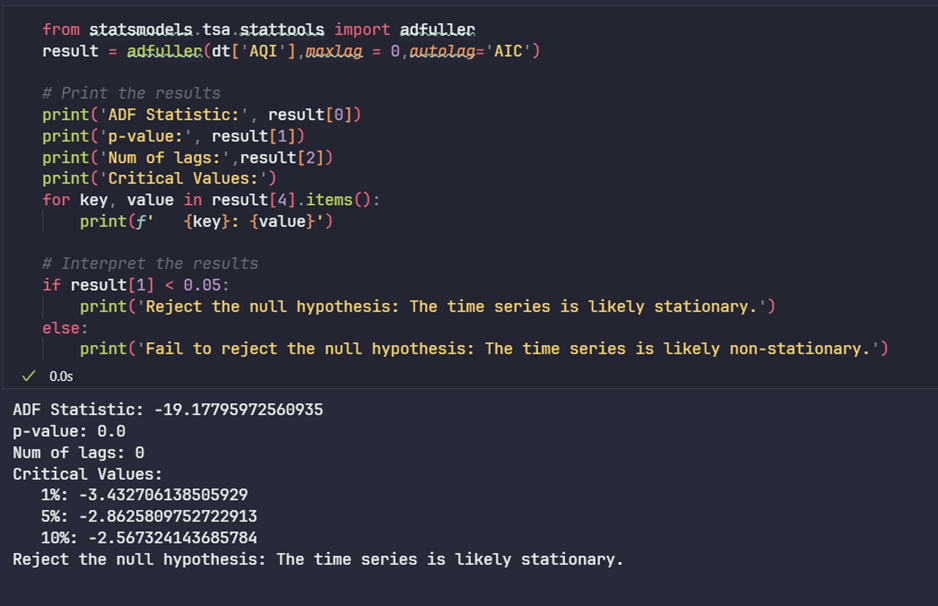 from statsmodels.tsa.stattools import adfuller
result = adfuller(dt['AQI'],maxlag = 0,autolag='AIC')
# Print the results
print('ADF Statistic:', result[0])
print('p-value:', result[1])
print('Num of lags:',result[2])
print('Critical Values:')
for key, value in result[4].items():
    print(f'   {key}: {value}')
# Interpret the results
if result[1] < 0.05:
    print('Reject the null hypothesis: The time series is likely stationary.')
else:
    print('Fail to reject the null hypothesis: The time series is likely non-stationary.')
✓ 0.0s
ADF Statistic: -19.17795972560935
p-value: 0.0
Num of lags: 0
Critical Values:
   1%: -3.432706138505929
   5%: -2.8625809752722913
   10%: -2.567324143685784
Reject the null hypothesis: The time series is likely stationary.